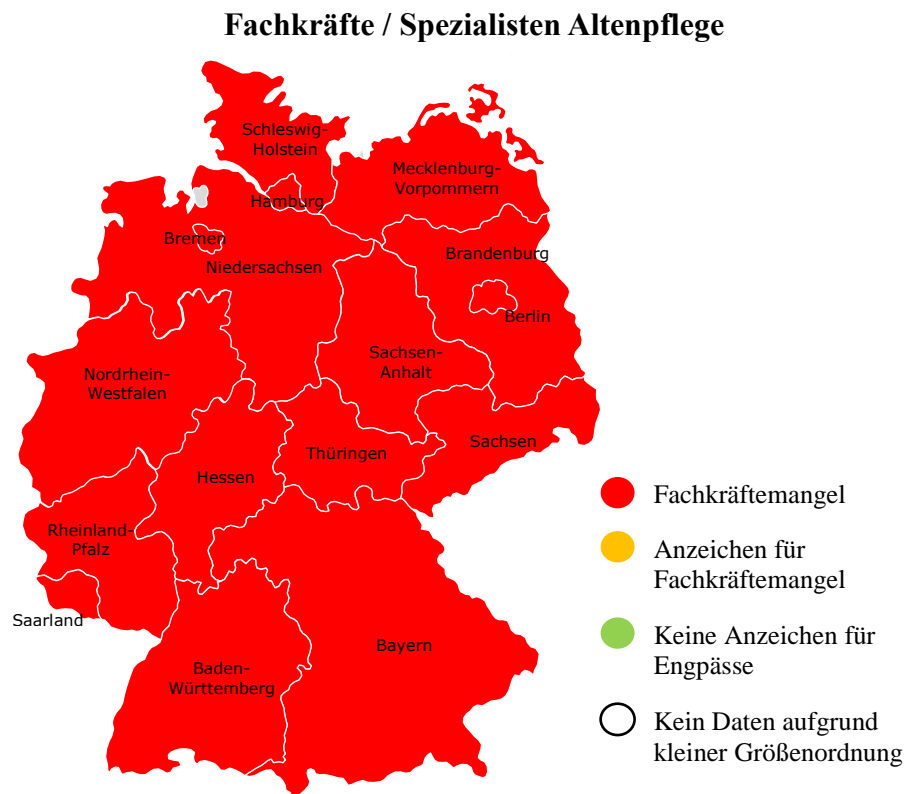 Fachkräfte / Spezialisten Altenpflege
Schleswig-
Holstein
Mecklenburg-
Vorpommern
Hamburg
Bremen
Niedersachsen
Brandenburg
Berlin
Sachsen-
Anhalt
Nordrhein-
Westfalen
Sachsen
Thüringen
Hessen
Rheinland-
Pfalz
Saarland
Bayern
Baden-
Württemberg
Fachkräftemangel
Anzeichen für
Fachkräftemangel
Keine Anzeichen für
Engpässe
Kein Daten aufgrund
kleiner Größenordnung